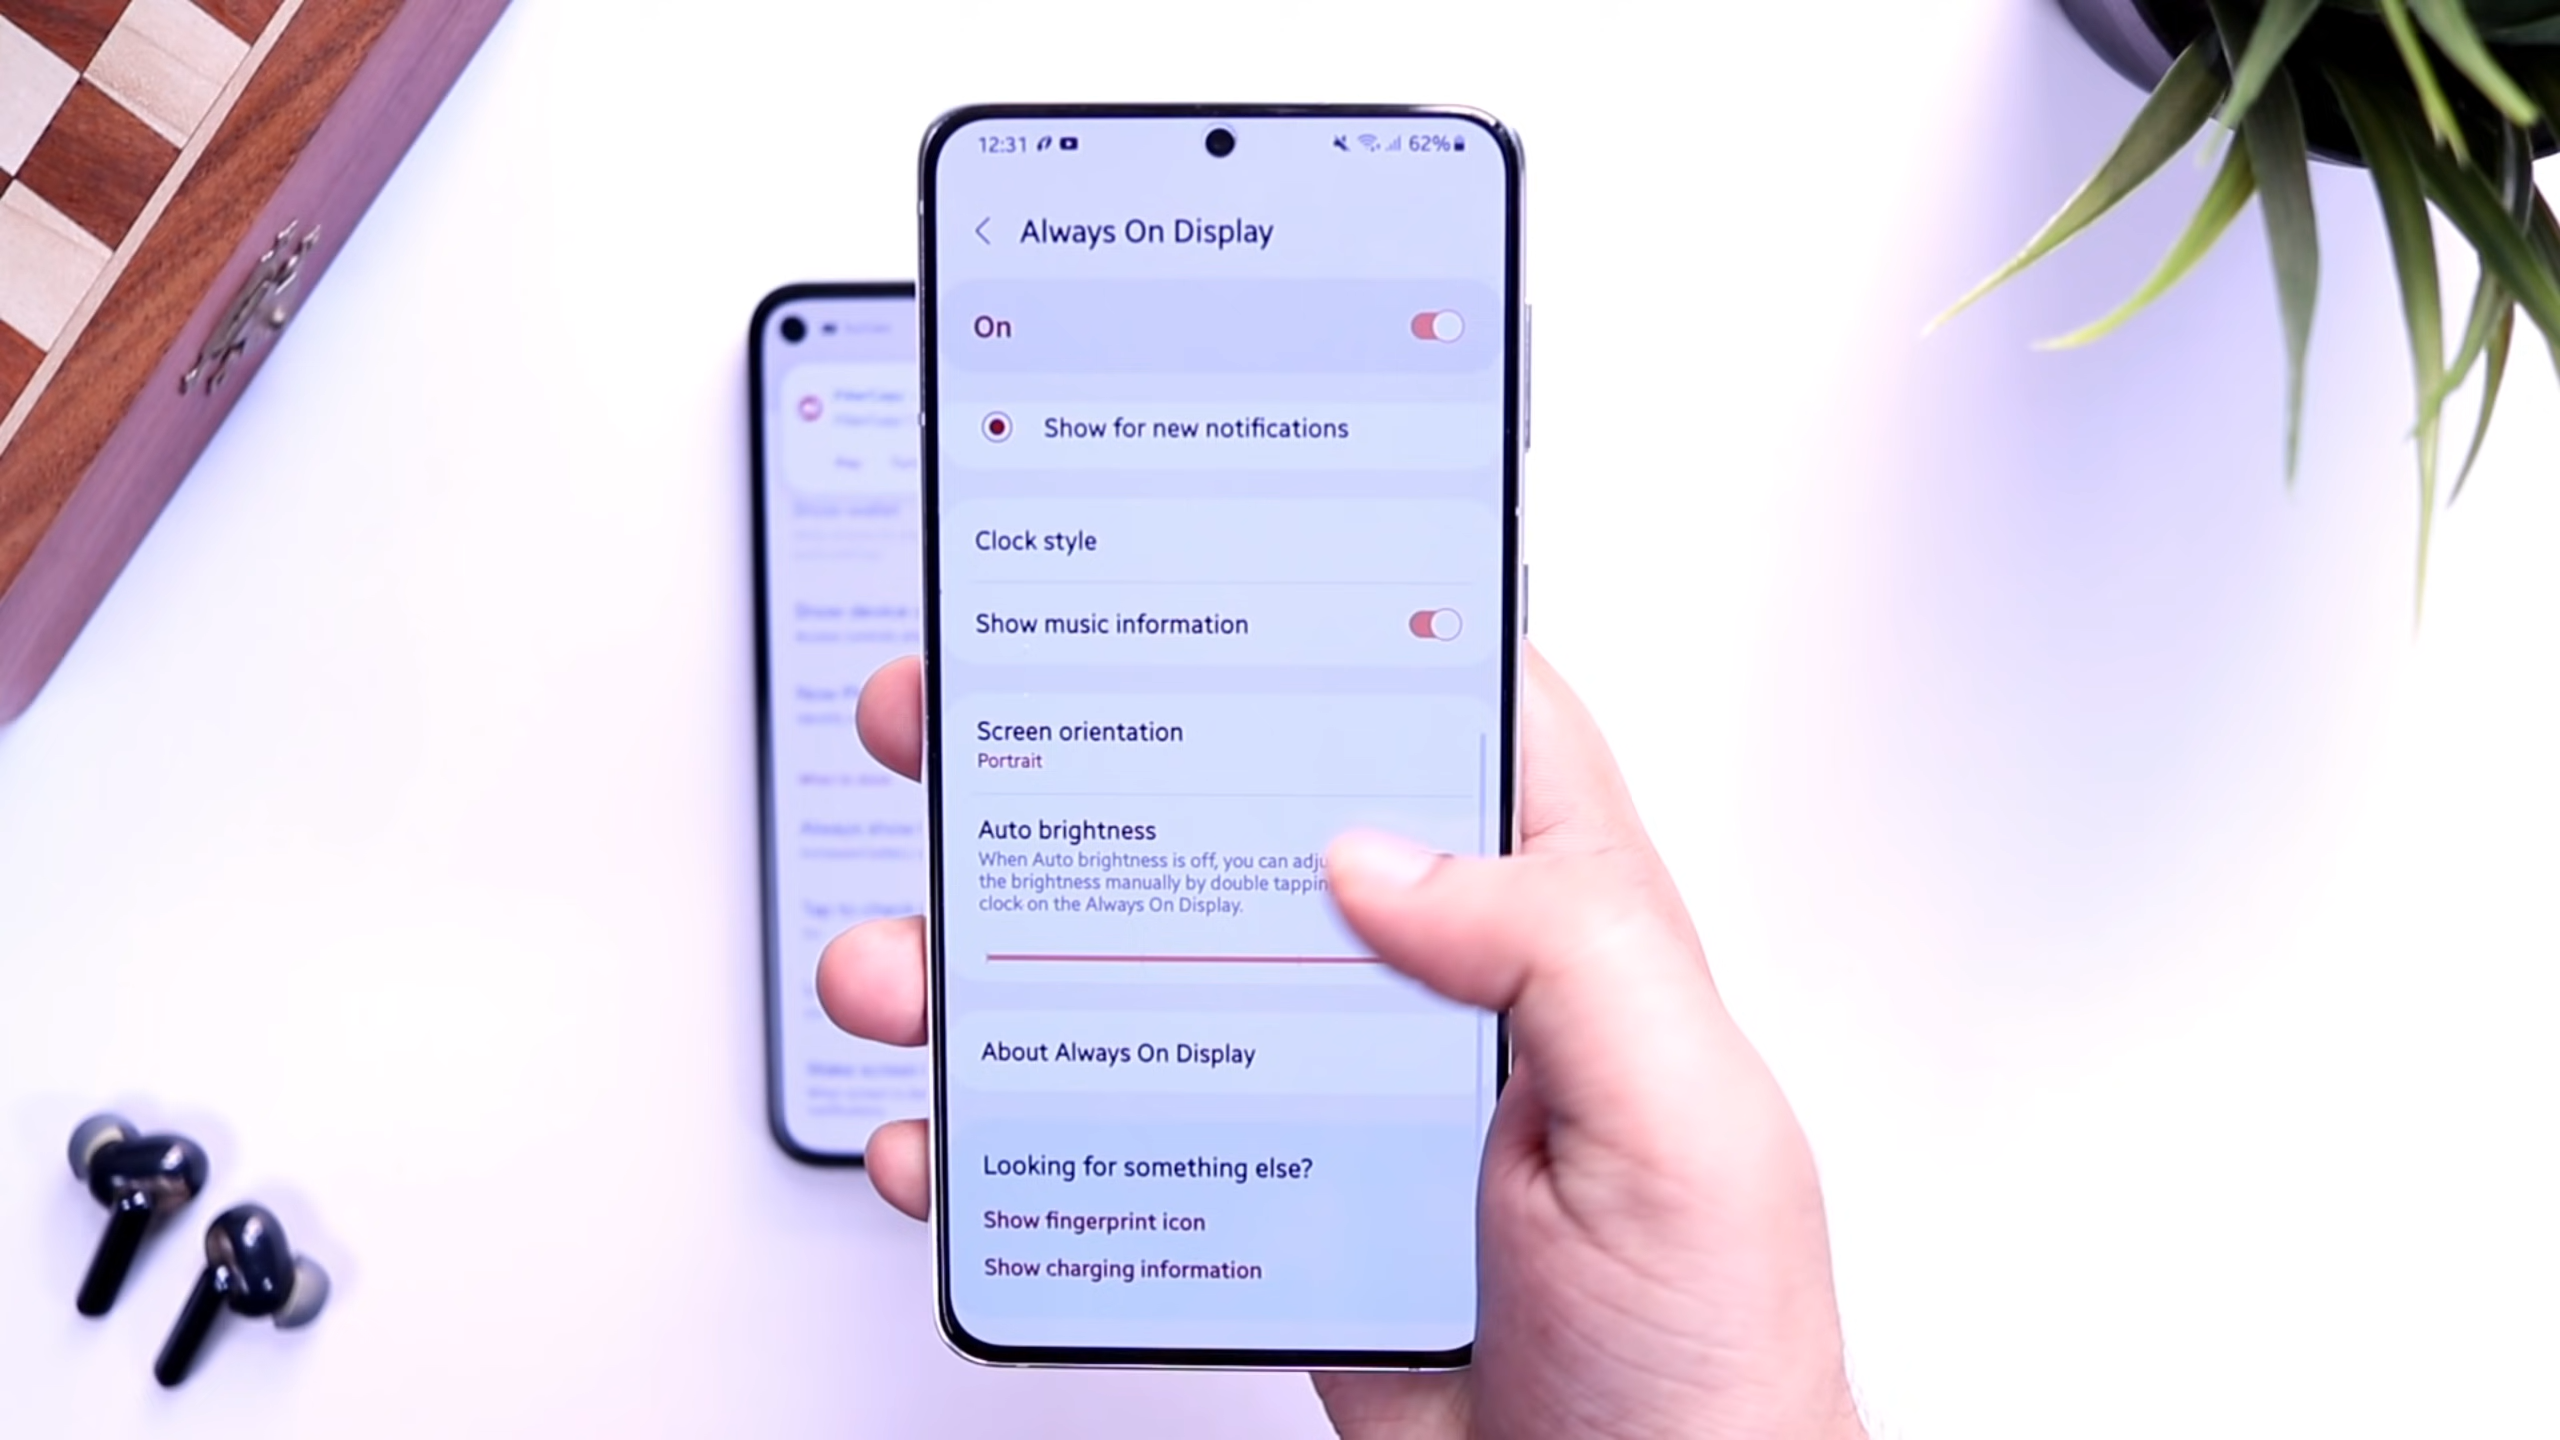 12:31
62%
Always On Display
On
Show for new notifications
Clock style
Show music information
Screen orientation
Portrait
Auto brightness
When Auto brightness is off, you can adju
the brightness manually by double tappin
clock on the Always On Display.
About Always On Display
Looking for something else?
Show fingerprint icon
Show charging information